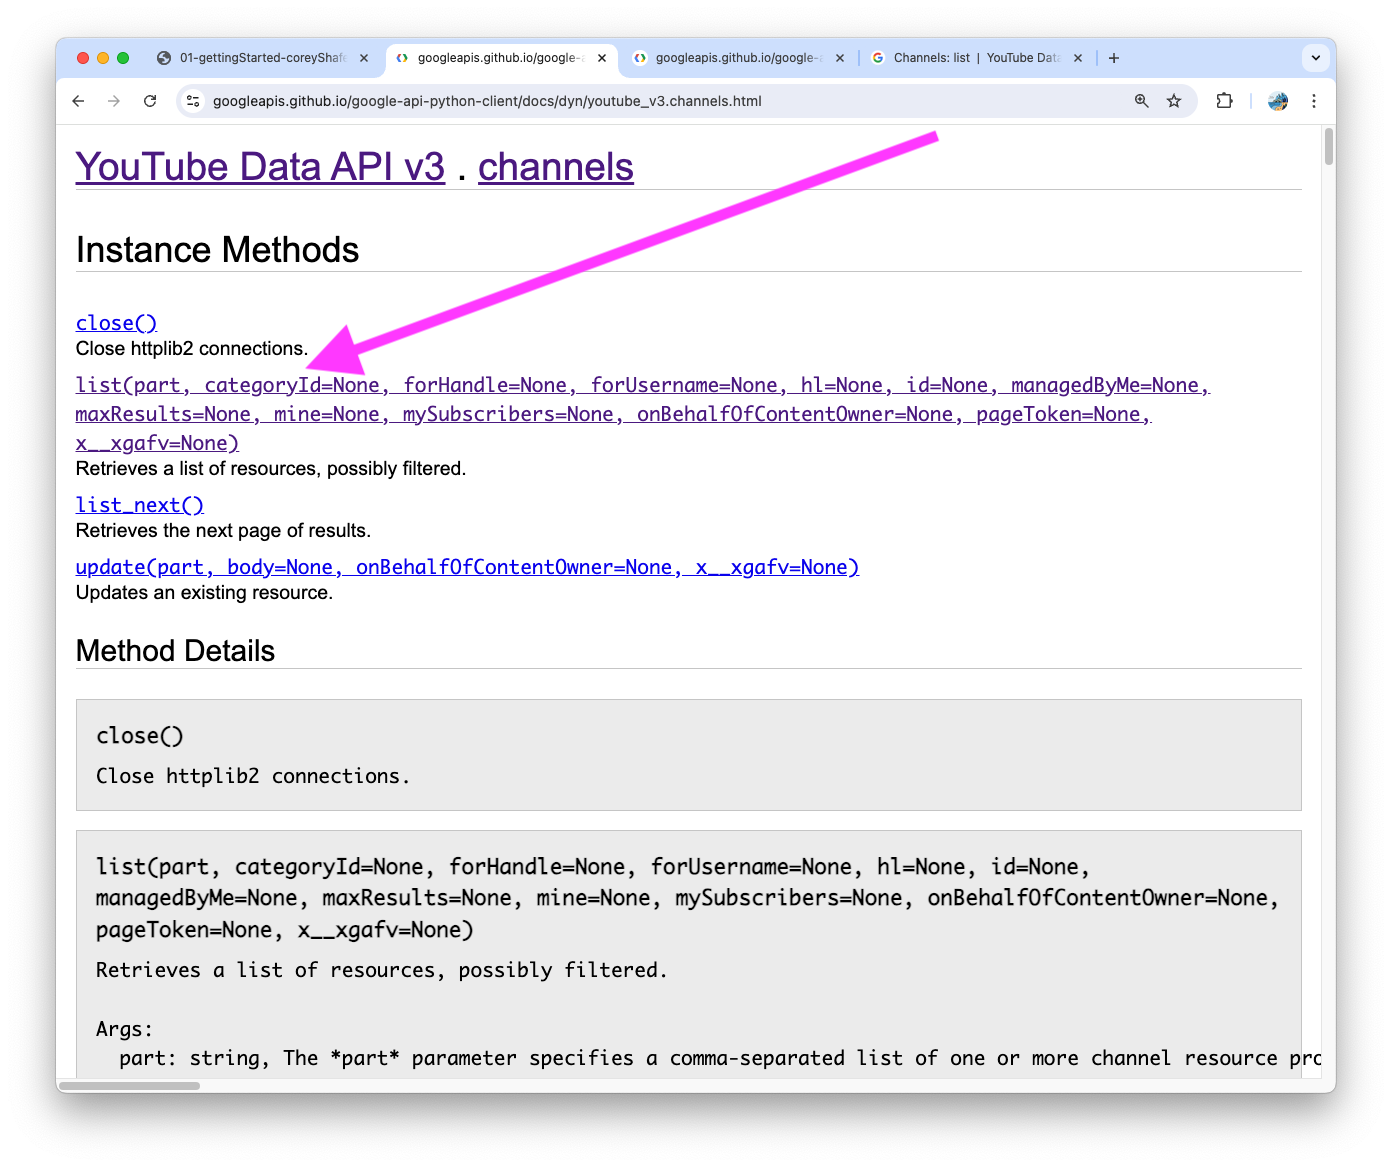 01-gettingStarted-coreyShafe
googleapis.github.io/google-a
googleapis.github.io/google-a
Channels: list | YouTube Data
googleapis.github.io/google-api-python-client/docs/dyn/youtube_v3.channels.html
YouTube Data API v3 . channels
Instance Methods
close()
Close httplib2 connections.
list(part, categoryId=None, forHandle=None, forUsername=None, hl=None, id=None, managedByMe=None,
maxResults=None, mine=None, mySubscribers=None, onBehalfOfContentOwner=None, pageToken=None,
x__xgafv=None)
Retrieves a list of resources, possibly filtered.
list_next()
Retrieves the next page of results.
update(part, body=None, onBehalfOfContentOwner=None, x__xgafv=None)
Updates an existing resource.
Method Details
close()
Close httplib2 connections.
list(part, categoryId=None, forHandle=None, forUsername=None, hl=None, id=None,
managedByMe=None, maxResults=None, mine=None, mySubscribers=None, onBehalfOfContentOwner=None,
pageToken=None, x__xgafv=None)
Retrieves a list of resources, possibly filtered.
Args:
part: string, The *part* parameter specifies a comma-separated list of one or more channel resource pro